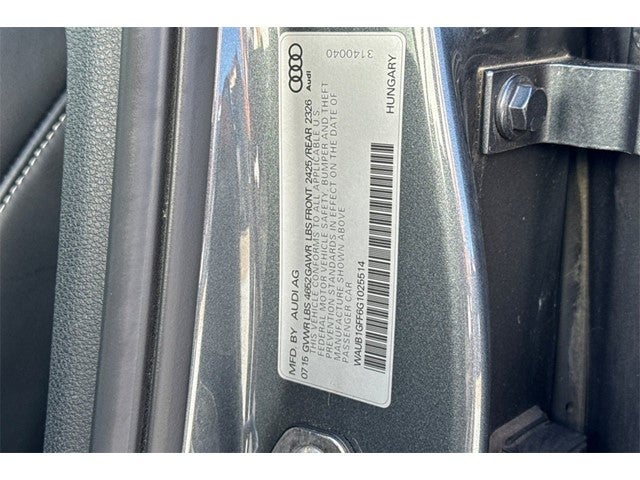 Audi
3140040
MFD. BY AUDI AG
HUNGARY
07 15 GVWR LBS 4662 GAWR LBS FRONT 2425/REAR 2326
THIS VEHICLE CONFORMS TO ALL APPLICABLE U.S.
FEDERAL MOTOR VEHICLE SAFETY, BUMPER AND THEFT
PREVENTION STANDARDS IN EFFECT ON THE DATE OF
MANUFACTURE SHOWN ABOVE
PASSENGER CAR
WAUB1GFF6G1025514